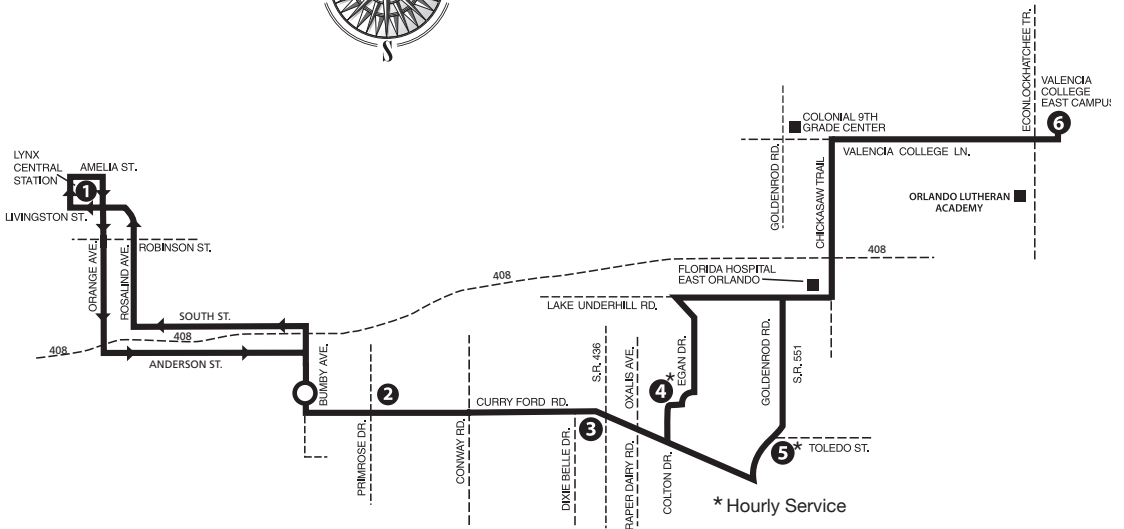 S
ECONLOCKHATCHEE TR.
VALENCIA
COLLEGE
EAST CAMPUS
6
COLONIAL 9TH
GRADE CENTER
GOLDENROD RD.
VALENCIA COLLEGE LN.
CHICKASAW TRAIL
ORLANDO LUTHERAN
ACADEMY
LYNX
CENTRAL
STATION
AMELIA ST.
1
LIVINGSTON ST.
ORANGE AVE.
ROSALIND AVE.
ROBINSON ST.
408
408
FLORIDA HOSPITAL
EAST ORLANDO
LAKE UNDERHILL RD.
SOUTH ST.
408
408
ANDERSON ST.
BUMBY AVE.
2
CURRY FORD RD.
S.R. 436
OXALIS AVE.
EGAN DR.
4
*
GOLDENROD RD.
S.R. 551
3
PRIMROSE DR.
CONWAY RD.
DIXIE BELLE DR.
RAPER DAIRY RD.
COLTON DR.
5
* TOLEDO ST.
* Hourly Service